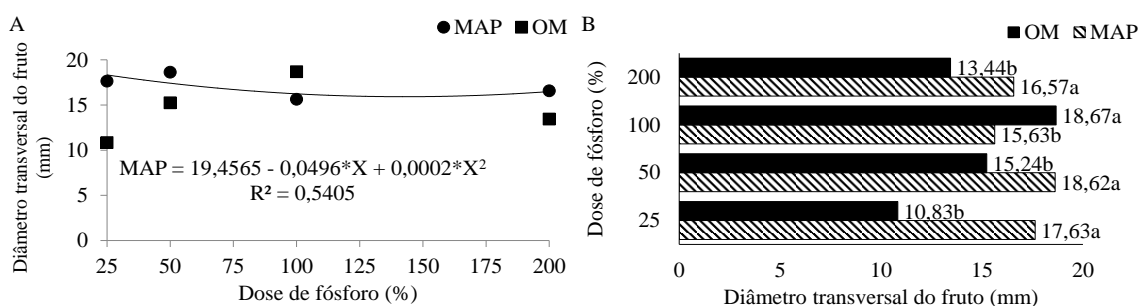 A
MAP OM
Diâmetro transversal do fruto
(mm)
20
15
10
5
0
MAP = 19,4565 - 0,0496*X + 0,0002*X²
R² = 0,5405
25 50 75 100 125 150 175 200
Dose de fósforo (%)
B
OM MAP
Dose de fósforo (%)
200
13,44b
16,57a
100
18,67a
15,63b
50
15,24b
18,62a
25
10,83b
17,63a
0 5 10 15 20
Diâmetro transversal do fruto (mm)